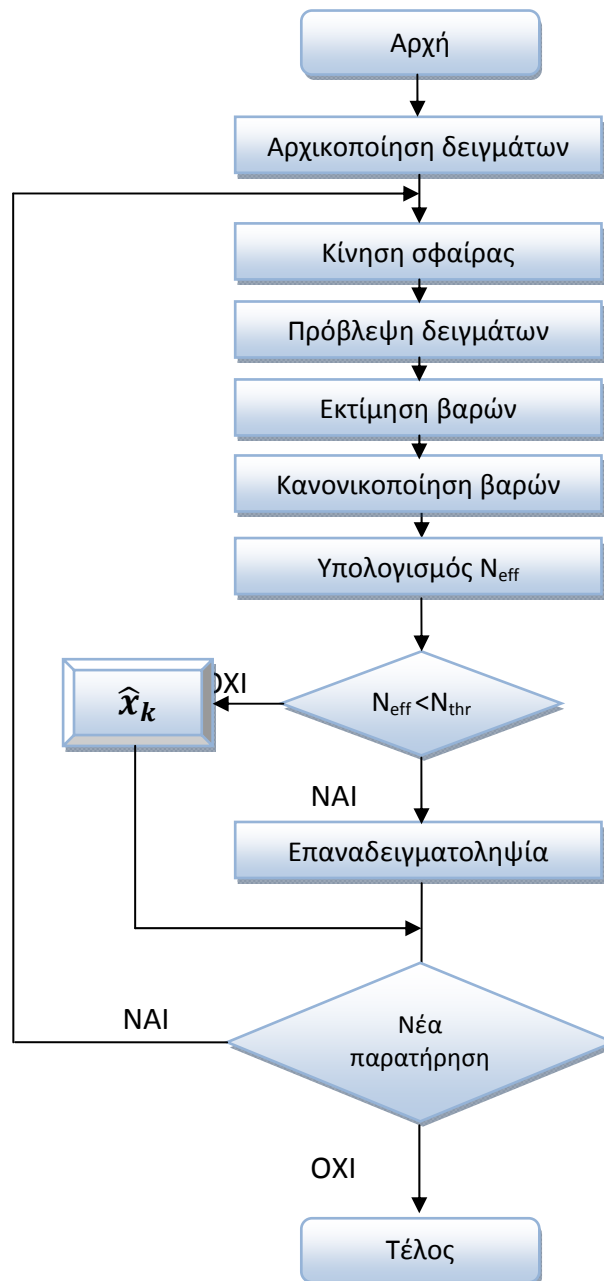 Αρχή
Αρχικοποίηση δειγμάτων
Κίνηση σφαίρας
Πρόβλεψη δειγμάτων
Εκτίμηση βαρών
Κανονικοποίηση βαρών
Υπολογισμός Neff
x̂k
ΟΧΙ
Neff <Nthr
ΝΑΙ
Επαναδειγματοληψία
ΝΑΙ
Νέα
παρατήρηση
ΟΧΙ
Τέλος